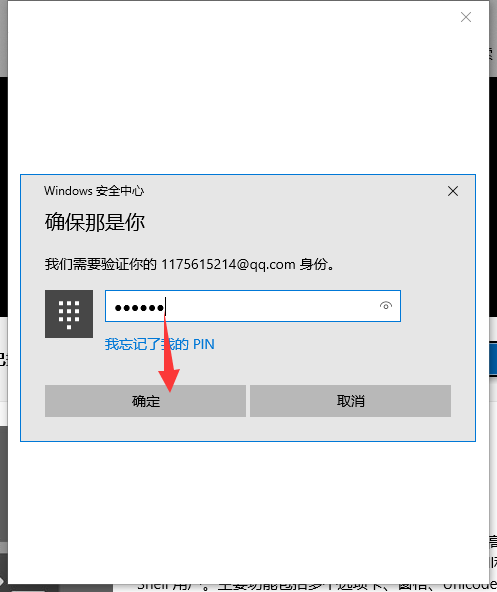 Windows 安全中心
确保那是你
我们需要验证你的 1175615214@qq.com 身份。
●●●●●●
我忘记了我的 PIN
确定
取消
Shell 用户。主要功能包括多个选项卡、窗格、Unicode